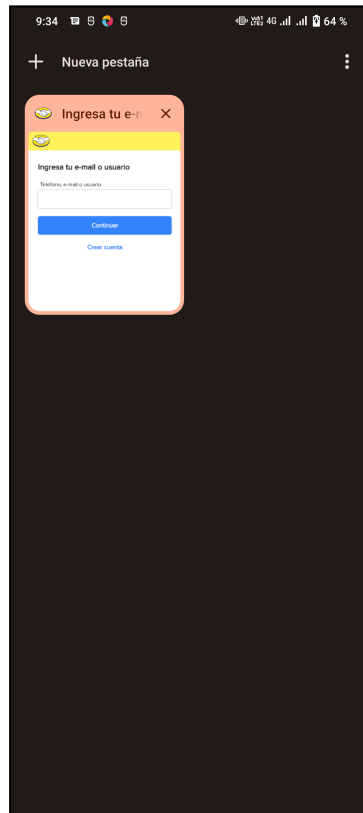 9:34
4G
64 %
Nueva pestaña
Ingresa tu e-
Ingresa tu e-mail o usuario
Teléfono, e-mail o usuario
Continuar
Crear cuenta